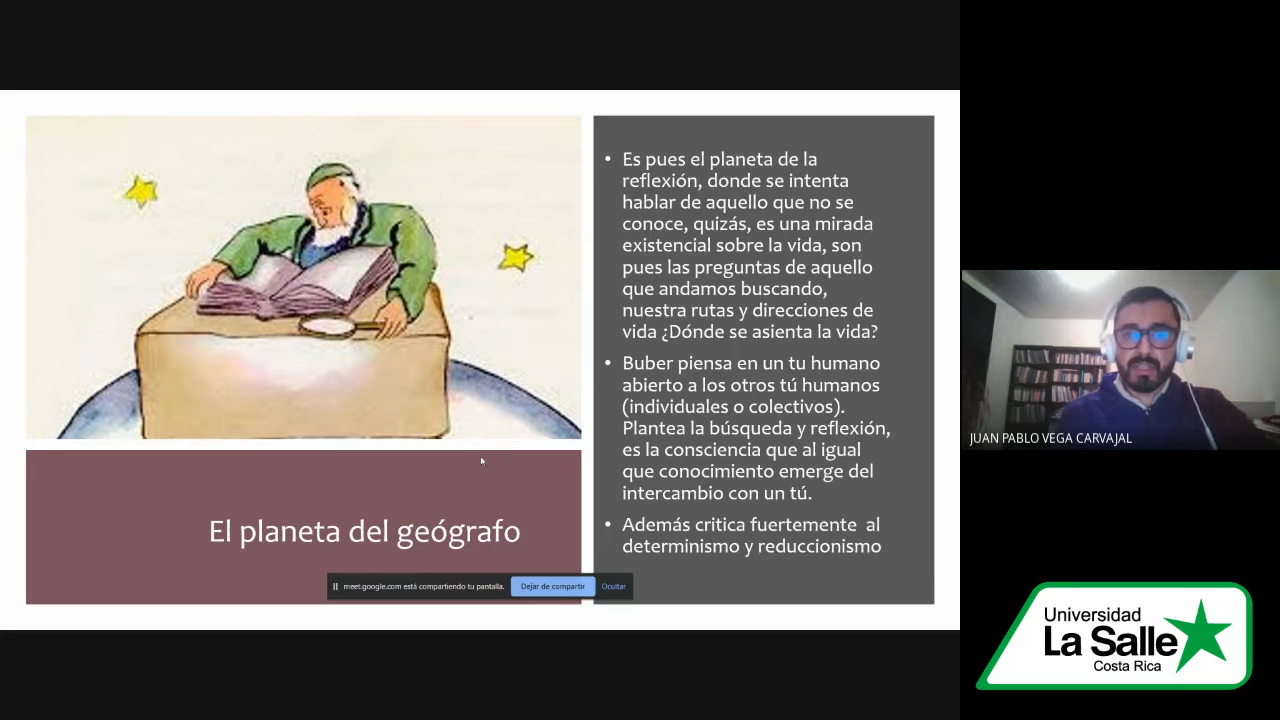 • Es pues el planeta de la
reflexión, donde se intenta
hablar de aquello que no se
conoce, quizás, es una mirada
existencial sobre la vida, son
pues las preguntas de aquello
que andamos buscando,
nuestra rutas y direcciones de
vida ¿Dónde se asienta la vida?
• Buber piensa en un tu humano
abierto a los otros tú humanos
(individuales o colectivos).
Plantea la búsqueda y reflexión,
es la consciencia que al igual
que conocimiento emerge del
intercambio con un tú.
• Además critica fuertemente al
determinismo y reduccionismo
El planeta del geógrafo
meet.google.com está compartiendo tu pantalla.
Dejar de compartir
Ocultar
JUAN PABLO VEGA CARVAJAL
Universidad
La Salle
Costa Rica